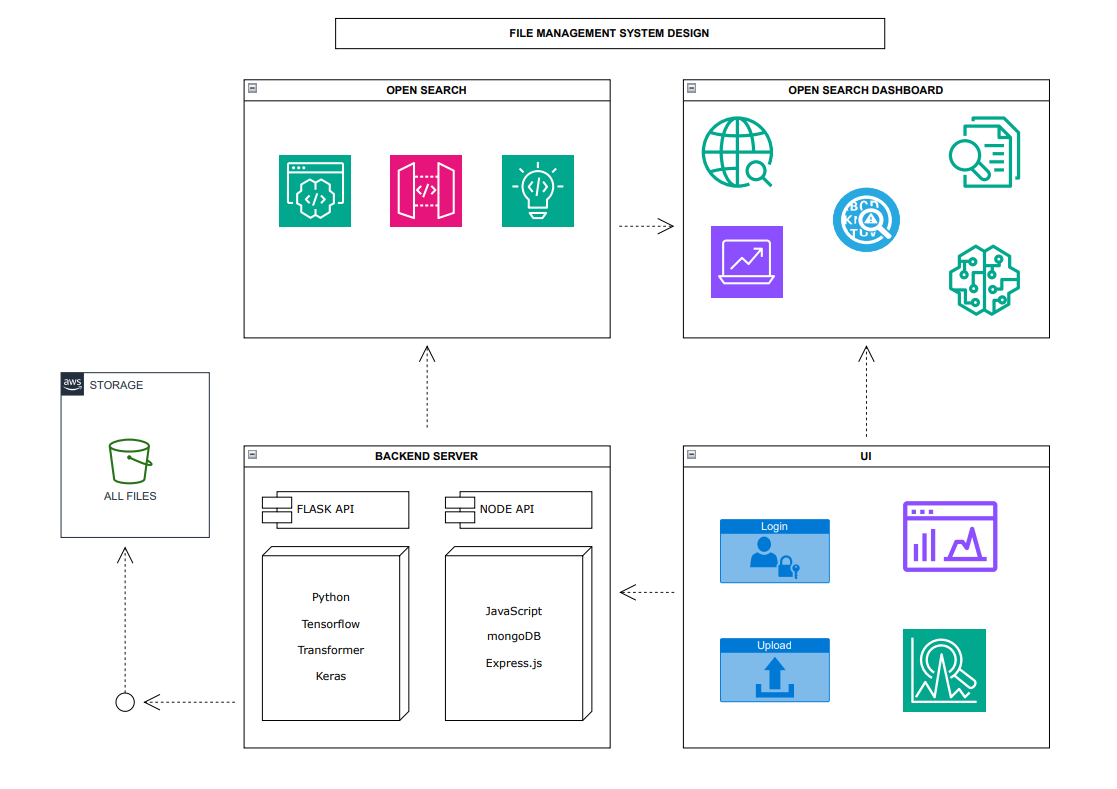 FILE MANAGEMENT SYSTEM DESIGN
OPEN SEARCH
OPEN SEARCH DASHBOARD
</>
</>
</>
aws
STORAGE
ALL FILES
BACKEND SERVER
FLASK API
NODE API
Python
Tensorflow
Transformer
Keras
JavaScript
mongoDB
Express.js
UI
Login
Upload